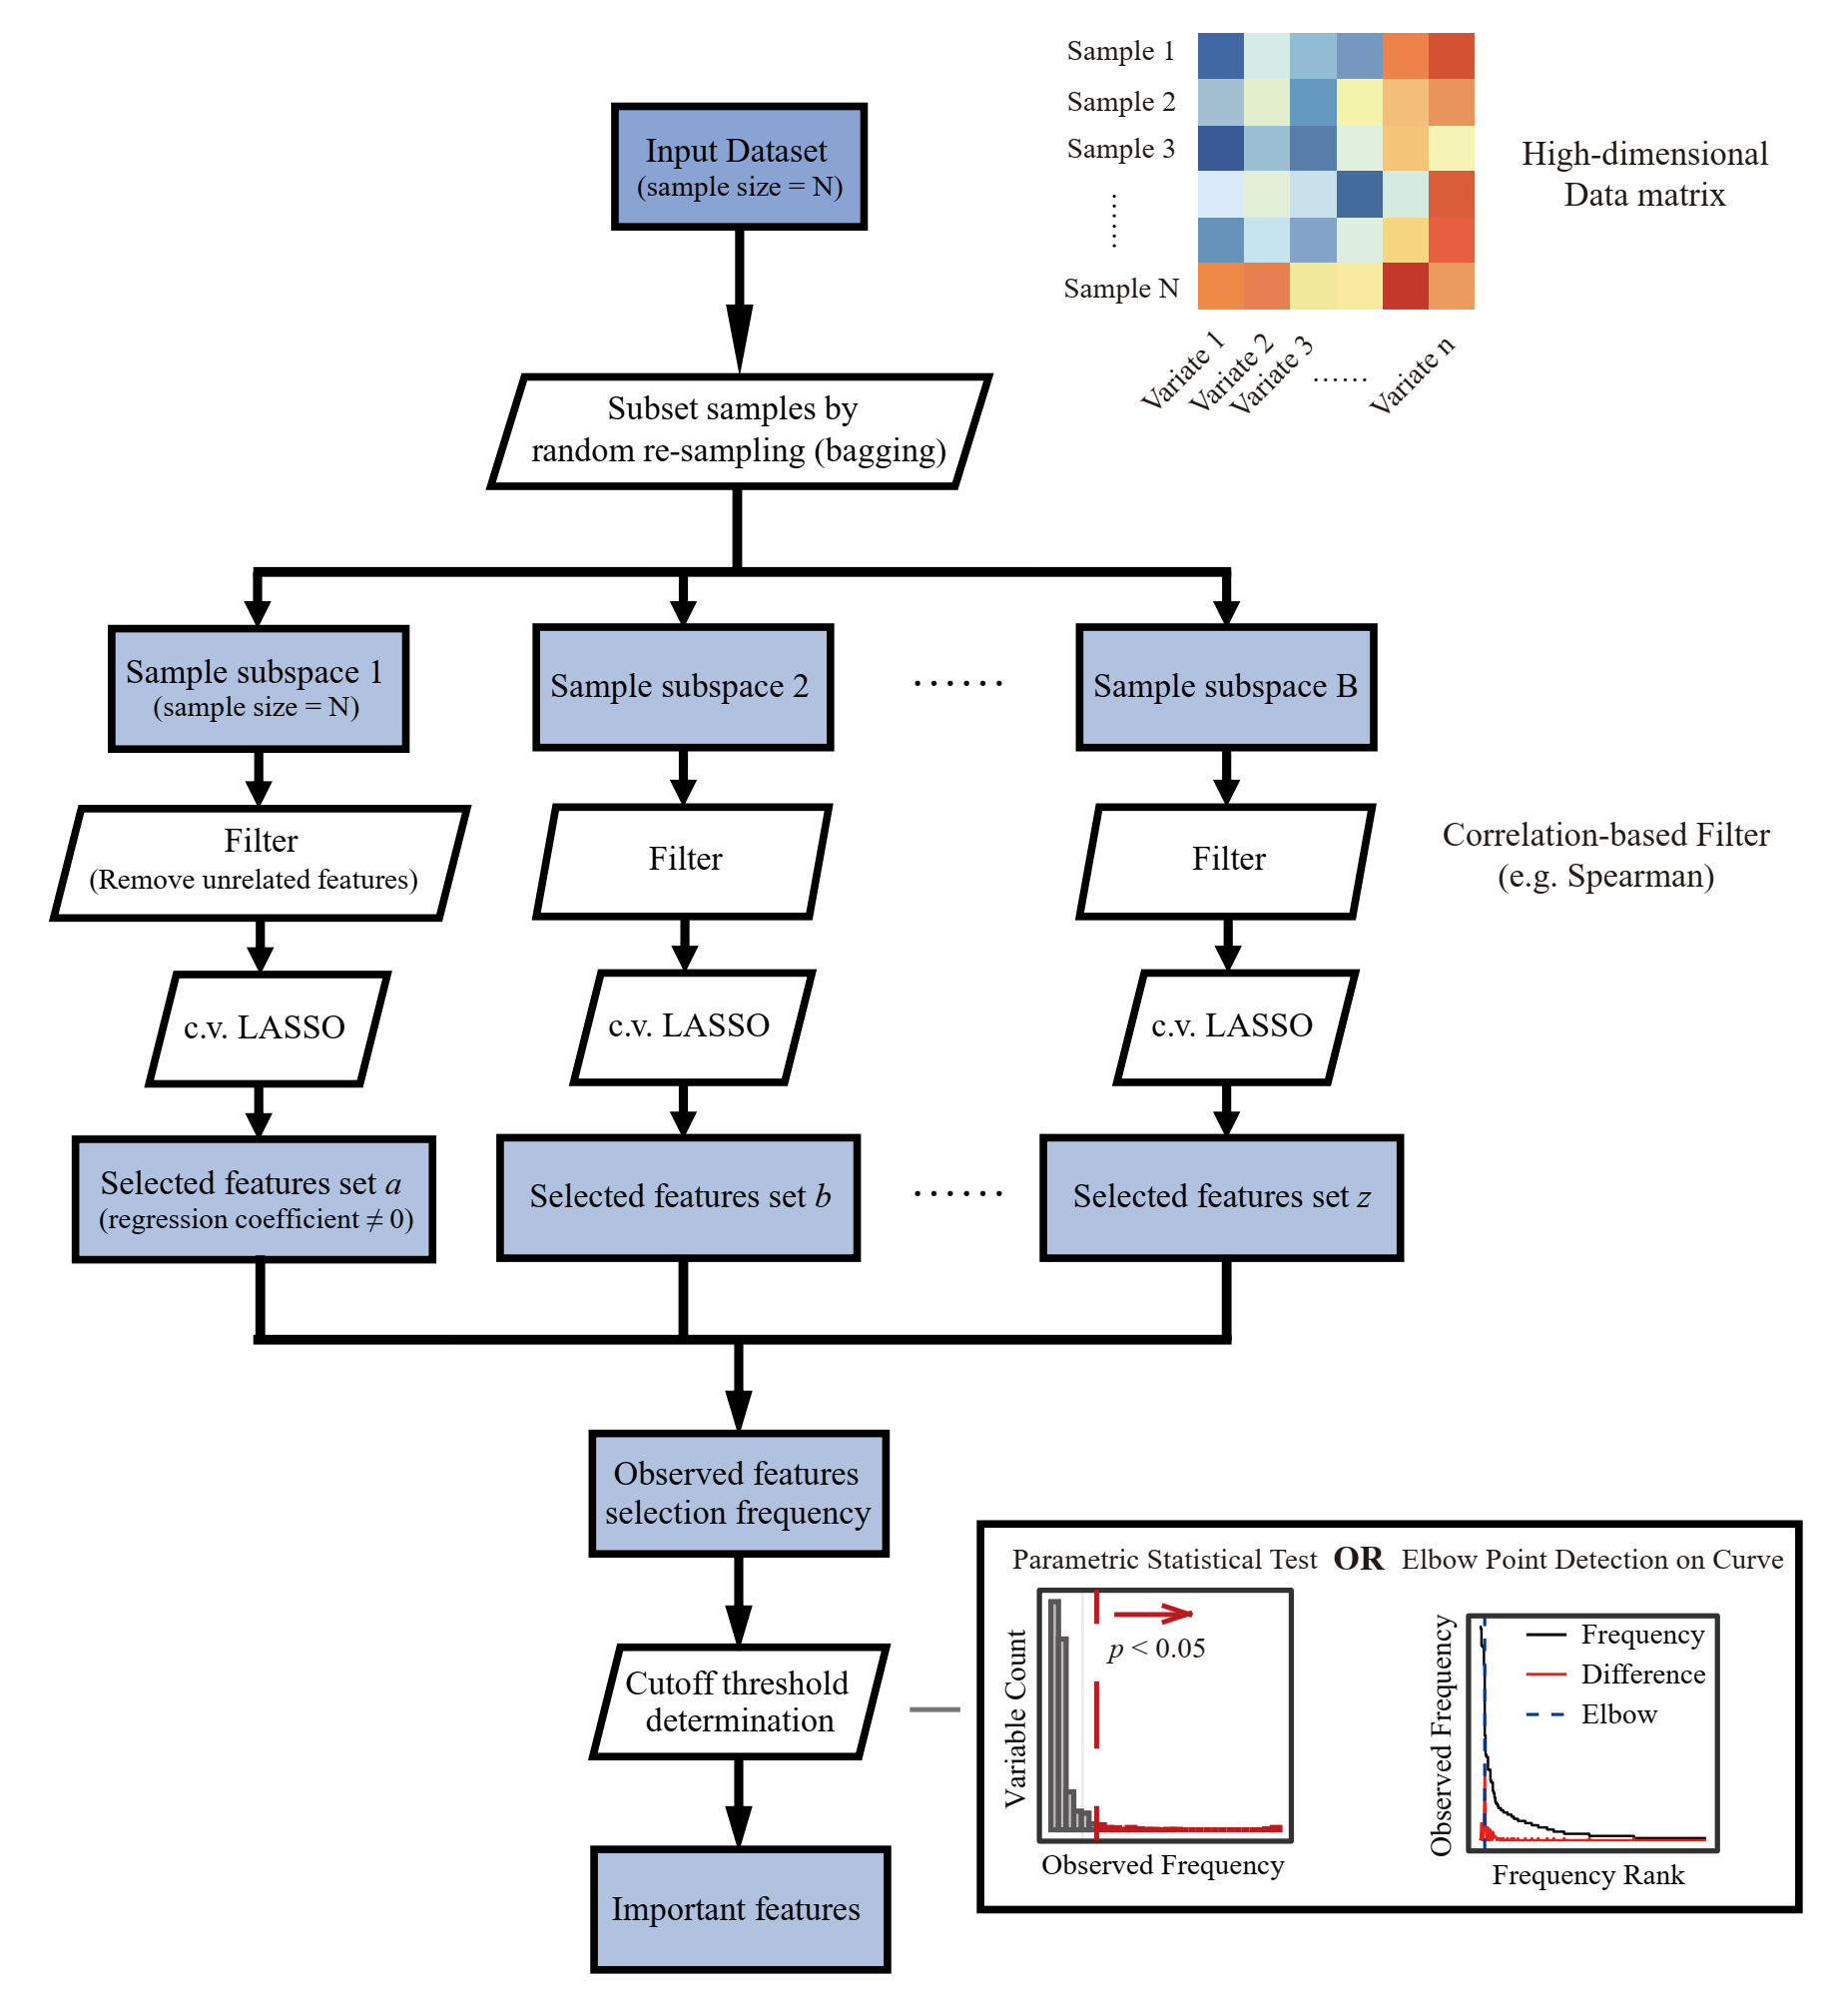 Sample 1
Sample 2
Sample 3
......
Sample N
Variate 1
Variate 2
Variate 3
......
Variate n
High-dimensional
Data matrix
Input Dataset
(sample size = N)
Subset samples by
random re-sampling (bagging)
Sample subspace 1
(sample size = N)
Sample subspace 2
......
Sample subspace B
Filter
(Remove unrelated features)
Filter
Filter
Correlation-based Filter
(e.g. Spearman)
c.v. LASSO
c.v. LASSO
c.v. LASSO
Selected features set a
(regression coefficient ≠ 0)
Selected features set b
......
Selected features set z
Observed features
selection frequency
Cutoff threshold
determination
Important features
Parametric Statistical Test OR Elbow Point Detection on Curve
p < 0.05
Variable Count
Observed Frequency
Frequency
Difference
Elbow
Observed Frequency
Frequency Rank